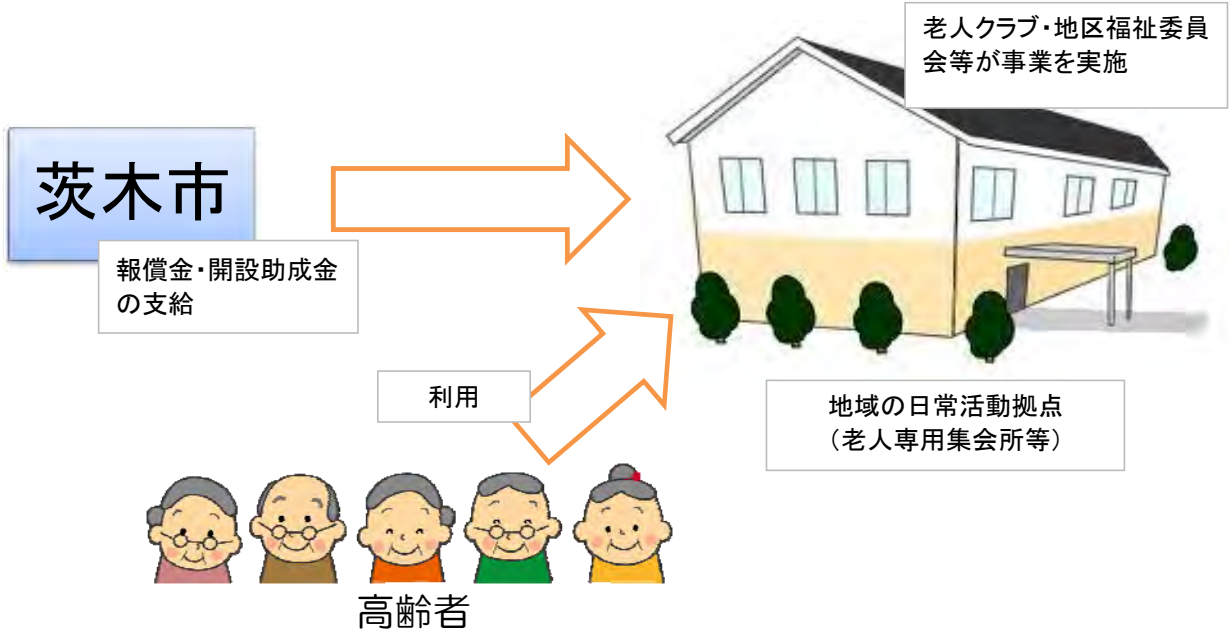 老人クラブ・地区福祉委員
会等が事業を実施
茨木市
報償金・開設助成金
の支給
利用
地域の日常活動拠点
（老人専用集会所等）
高齢者